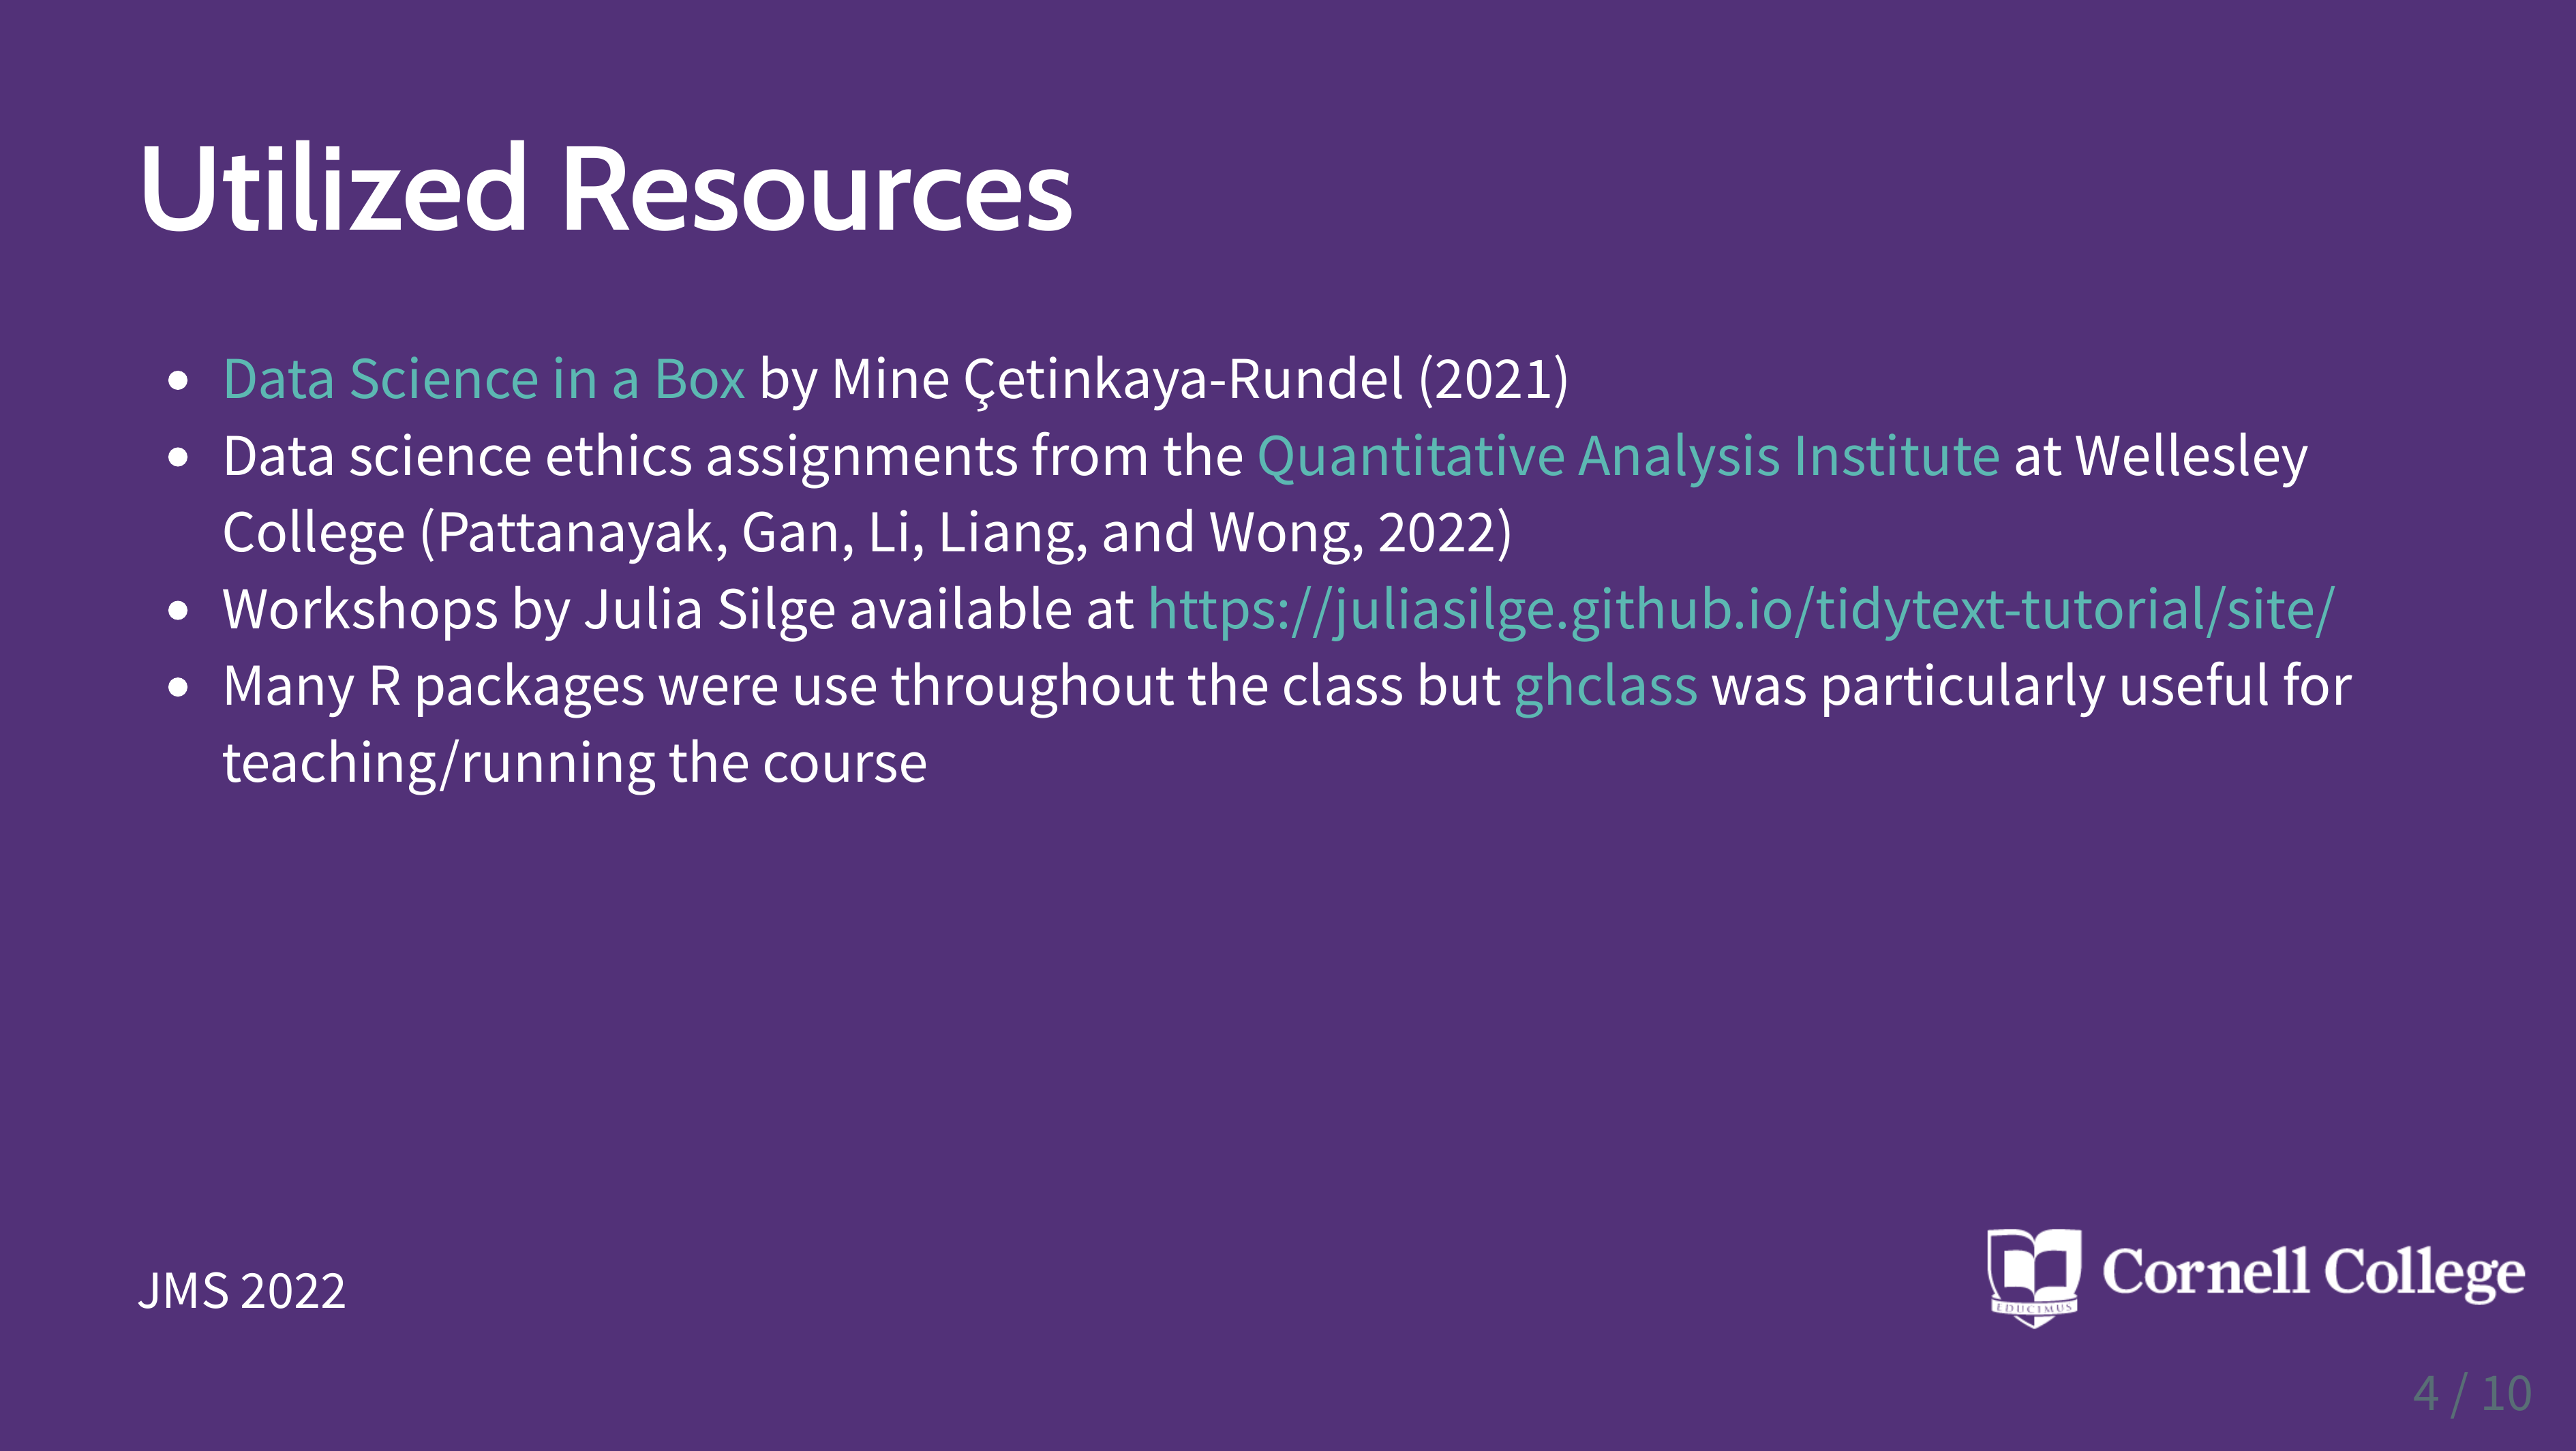 Utilized Resources
• Data Science in a Box by Mine Çetinkaya-Rundel (2021)
• Data science ethics assignments from the Quantitative Analysis Institute at Wellesley
College (Pattanayak, Gan, Li, Liang, and Wong, 2022)
• Workshops by Julia Silge available at https://juliasilge.github.io/tidytext-tutorial/site/
• Many R packages were use throughout the class but ghclass was particularly useful for
teaching/running the course
JMS 2022
EDUCIMUS
Cornell College
4 / 10